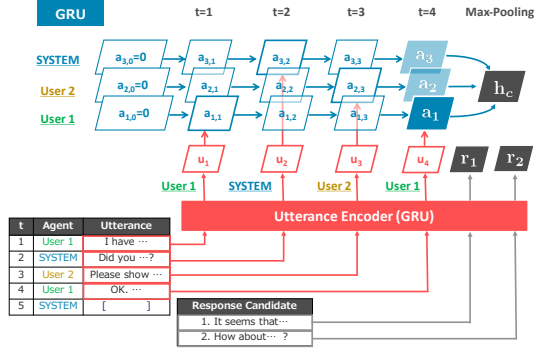 GRU t=1 t=2 t=3 t=4 Max-Pooling
SYSTEM a3,0=0 a3,1 a3,2 a3,3 a3
User 2 a2,0=0 a2,1 a2,2 a2,3 a2 hc
User 1 a1,0=0 a1,1 a1,2 a1,3 a1
u1 u2 u3 u4 r1 r2
User 1 SYSTEM User 2 User 1
Utterance Encoder (GRU)
t Agent Utterance
1 User 1 I have ···
2 SYSTEM Did you ···?
3 User 2 Please show ···
4 User 1 OK. ···
5 SYSTEM [ ]
Response Candidate
1. It seems that···
2. How about··· ?